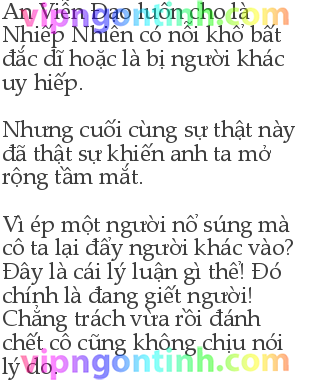 An Viễn Đạo luôn cho là
Nhiếp Nhiên có nỗi khổ bất
đắc dĩ hoặc là bị người khác
uy hiếp.
Nhưng cuối cùng sự thật này
đã thật sự khiến anh ta mở
rộng tầm mắt.
Vì ép một người nổ súng mà
cô ta lại đẩy người khác vào?
Đây là cái lý luận gì thế! Đó
chính là đang giết người!
Chẳng trách vừa rồi đánh
chết cô cũng không chịu nói
lý do.
vipngontinh.com
vipngontinh.com